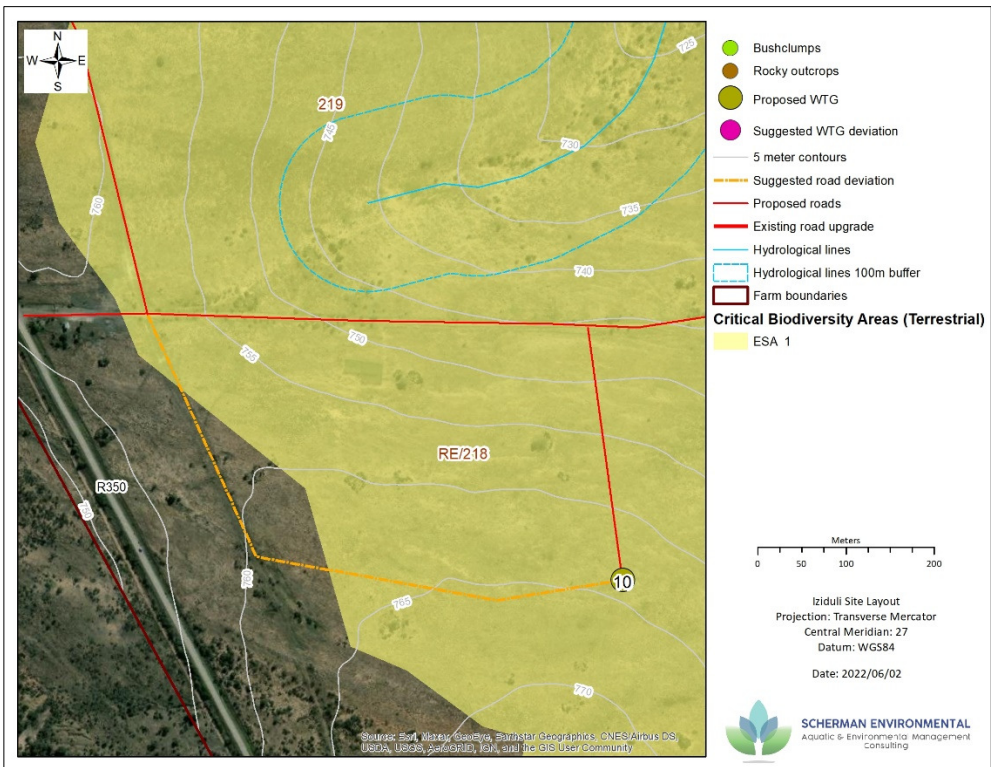 N
W E
S
219
725
745
730
760
735
740
750
755
RE/218
R350
750
760
10
765
770
Source: Esri, Maxar, GeoEye, Earthstar Geographics, CNES/Airbus DS,
USDA, USGS, AeroGRID, IGN, and the GIS User Community
Bushclumps
Rocky outcrops
Proposed WTG
Suggested WTG deviation
5 meter contours
Suggested road deviation
Proposed roads
Existing road upgrade
Hydrological lines
Hydrological lines 100m buffer
Farm boundaries
Critical Biodiversity Areas (Terrestrial)
ESA 1
Meters
0 50 100 200
Iziduli Site Layout
Projection: Transverse Mercator
Central Meridian: 27
Datum: WGS84
Date: 2022/06/02
SCHERMAN ENVIRONMENTAL
Aquatic & Environmental Management
Consulting